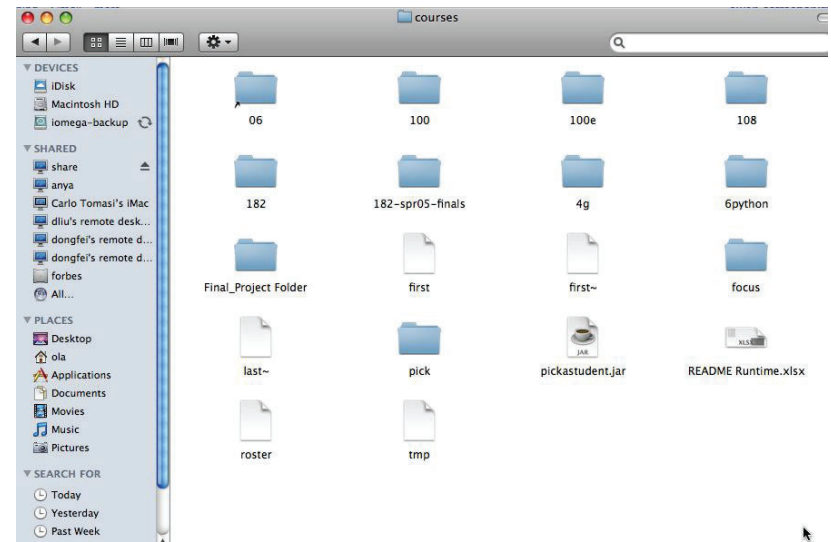 courses
DEVICES
iDisk
Macintosh HD
iomega-backup
SHARED
share
anya
Carlo Tomasi's iMac
dliu's remote desk...
dongfei's remote d...
dongfei's remote d...
forbes
All...
PLACES
Desktop
ola
Applications
Documents
Movies
Music
Pictures
SEARCH FOR
Today
Yesterday
Past Week
06 100 100e 108
182 182-spr05-finals 4g 6python
Final_Project Folder first first~ focus
JAR
XLSX
last~ pick pickastudent.jar README Runtime.xlsx
roster tmp